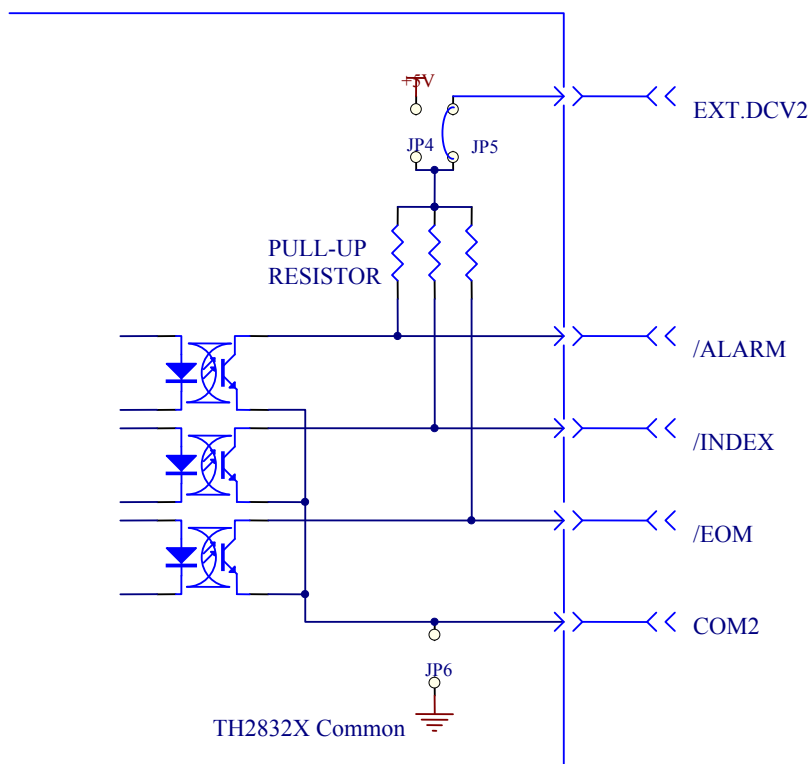 +5V
EXT.DCV2
JP4
JP5
PULL-UP
RESISTOR
/ALARM
/INDEX
/EOM
COM2
JP6
TH2832X Common